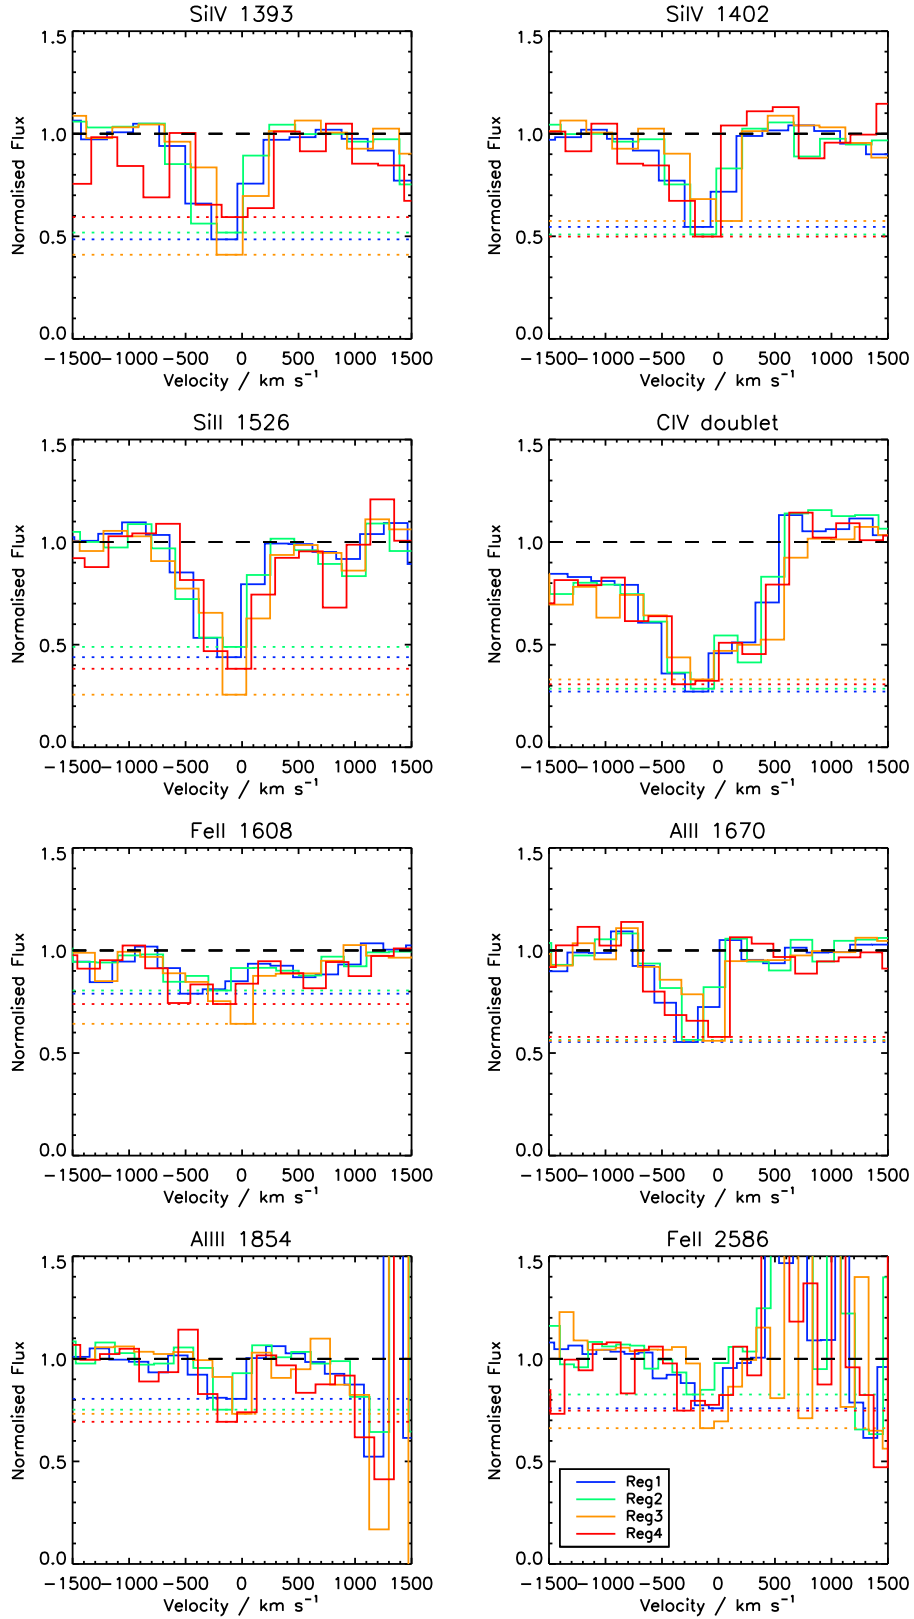 SiIV 1393
SiIV 1402
1.5
1.0
0.5
0.0
Normalised Flux
−1500 −1000 −500 0 500 1000 1500
Velocity / km s⁻¹
1.5
1.0
0.5
0.0
Normalised Flux
−1500 −1000 −500 0 500 1000 1500
Velocity / km s⁻¹
SiII 1526
CIV doublet
1.5
1.0
0.5
0.0
Normalised Flux
−1500 −1000 −500 0 500 1000 1500
Velocity / km s⁻¹
1.5
1.0
0.5
0.0
Normalised Flux
−1500 −1000 −500 0 500 1000 1500
Velocity / km s⁻¹
FeII 1608
AlII 1670
1.5
1.0
0.5
0.0
Normalised Flux
−1500 −1000 −500 0 500 1000 1500
Velocity / km s⁻¹
1.5
1.0
0.5
0.0
Normalised Flux
−1500 −1000 −500 0 500 1000 1500
Velocity / km s⁻¹
AlIII 1854
FeII 2586
1.5
1.0
0.5
0.0
Normalised Flux
−1500 −1000 −500 0 500 1000 1500
Velocity / km s⁻¹
1.5
1.0
0.5
0.0
Normalised Flux
−1500 −1000 −500 0 500 1000 1500
Velocity / km s⁻¹
Reg1
Reg2
Reg3
Reg4